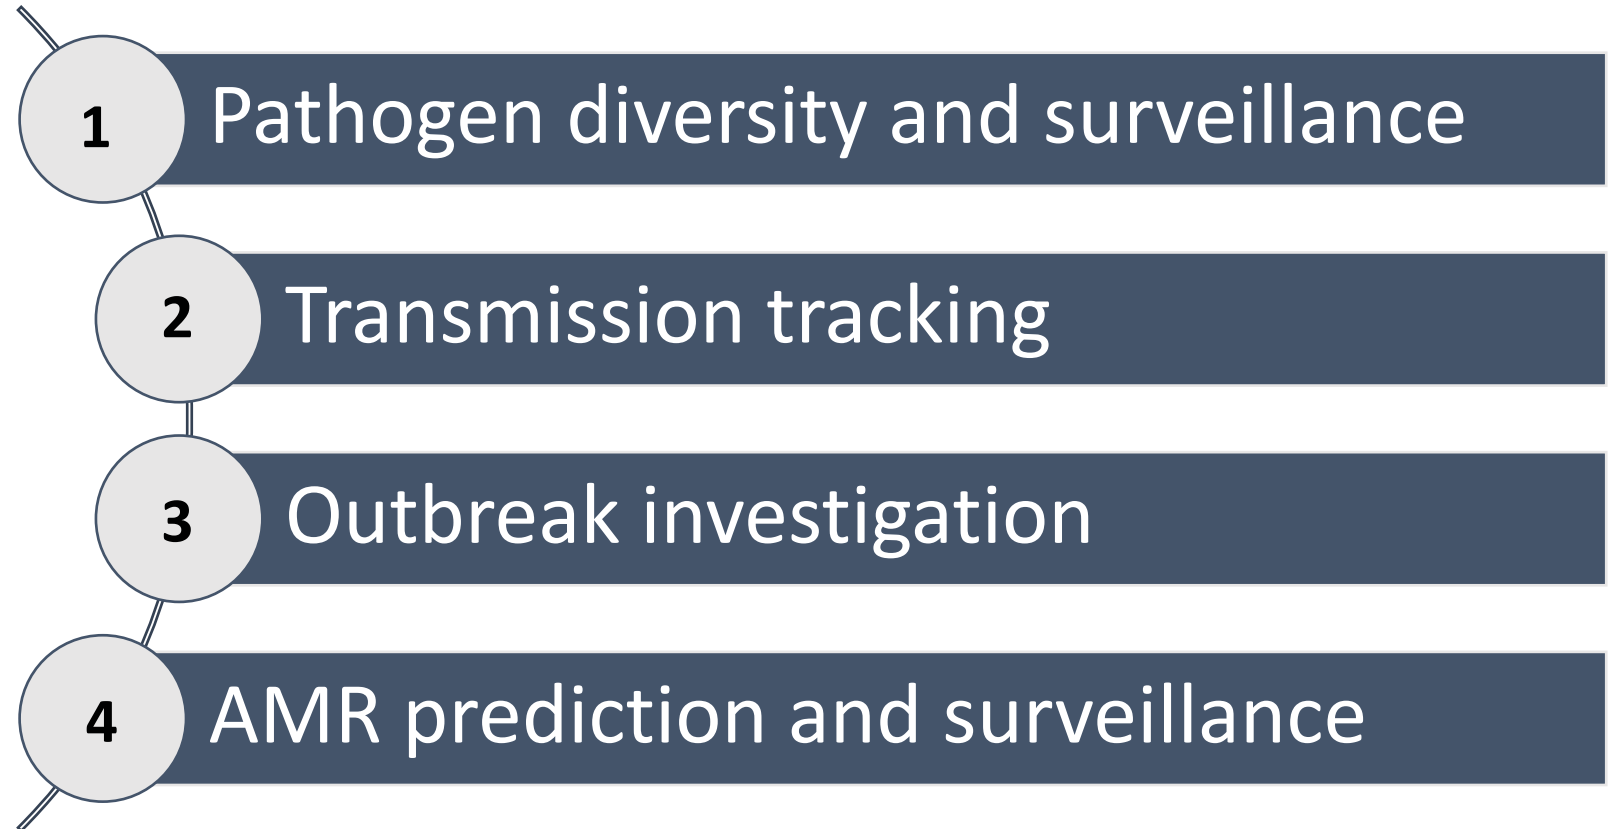 1 Pathogen diversity and surveillance
2 Transmission tracking
3 Outbreak investigation
4 AMR prediction and surveillance